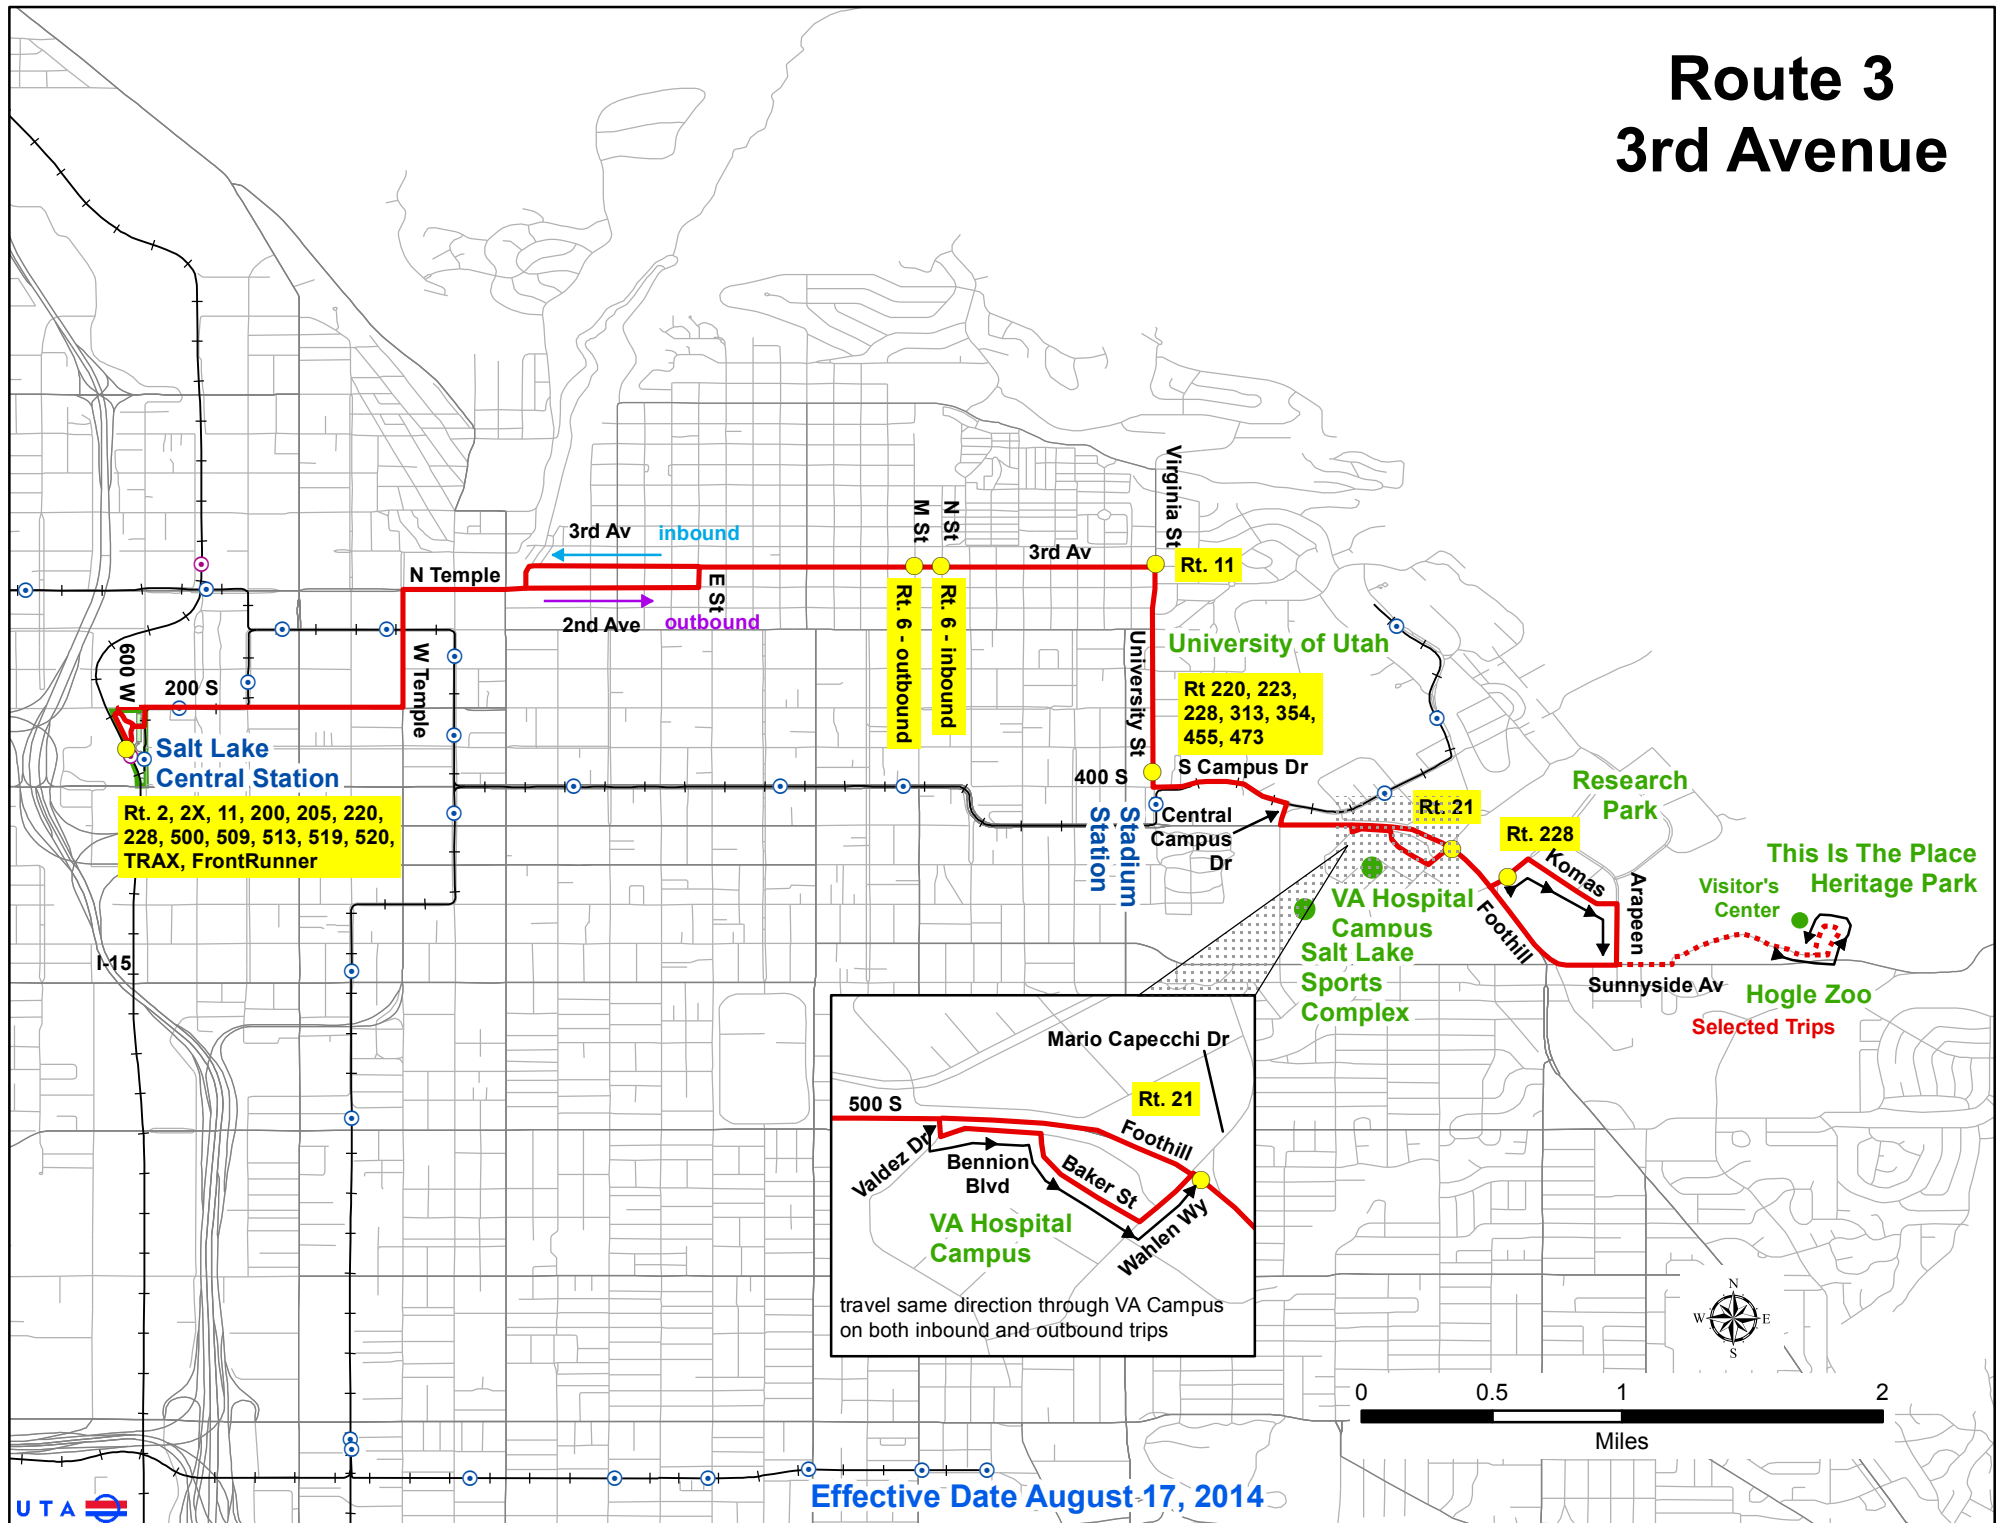 Route 3
3rd Avenue
Virginia St
M St
N St
3rd Av
inbound
3rd Av
Rt. 11
N Temple
E St
2nd Ave
outbound
Rt. 6 - outbound
Rt. 6 - inbound
University of Utah
600 W
200 S
W Temple
University St
Rt 220, 223,
228, 313, 354,
455, 473
Salt Lake
Central Station
400 S
S Campus Dr
Rt. 2, 2X, 11, 200, 205, 220,
228, 500, 509, 513, 519, 520,
TRAX, FrontRunner
Stadium
Station
Central
Campus
Dr
Rt. 21
Research
Park
Rt. 228
Komas
Arapeen
This Is The Place
Heritage Park
Visitor's
Center
VA Hospital
Campus
Foothill
I-15
Salt Lake
Sports
Complex
Sunnyside Av
Hogle Zoo
Selected Trips
Mario Capecchi Dr
Rt. 21
500 S
Foothill
Valdez Dr
Bennion
Blvd
Baker St
Wahlen Wy
VA Hospital
Campus
travel same direction through VA Campus
on both inbound and outbound trips
N
W
E
S
0 0.5 1 2
Miles
Effective Date August 17, 2014
UTA